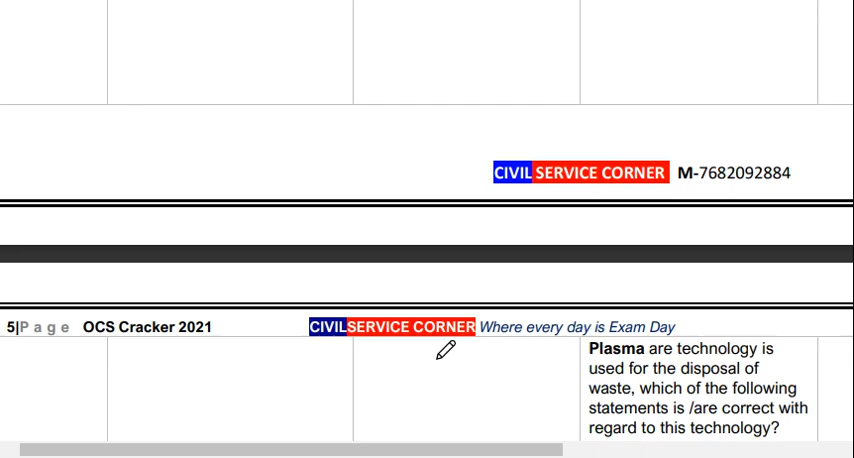 CIVIL SERVICE CORNER M-7682092884
5|P a g e OCS Cracker 2021 CIVILSERVICE CORNER Where every day is Exam Day
Plasma are technology is
used for the disposal of
waste, which of the following
statements is /are correct with
regard to this technology?